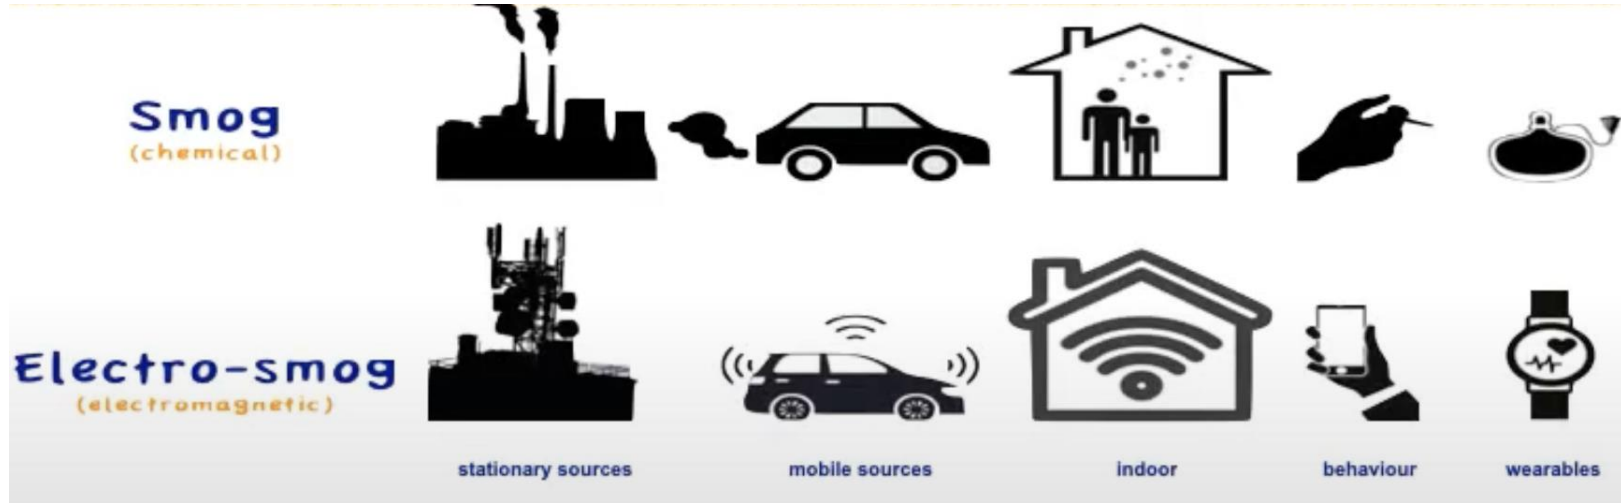 Smog
(chemical)
Electro-smog
(electromagnetic)
stationary sources
mobile sources
indoor
behaviour
wearables